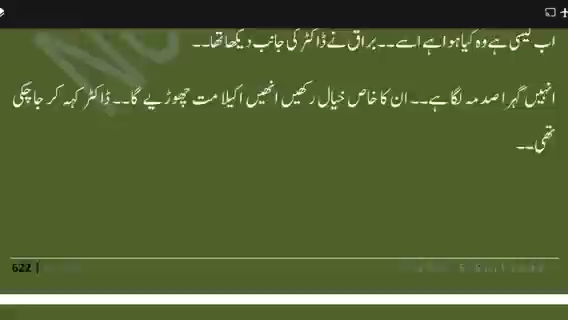 اب کیسی ہے وہ کیا ہوا ہے اسے۔۔ براق نے ڈاکٹر کی جانب دیکھا تھا۔۔
انہیں گہرا صدمہ لگا ہے۔۔ ان کا خاص خیال رکھیں انھیں اکیلا مت چھوڑیے گا۔۔ ڈاکٹر کہہ کر جا چکی
تھی۔۔
622 |